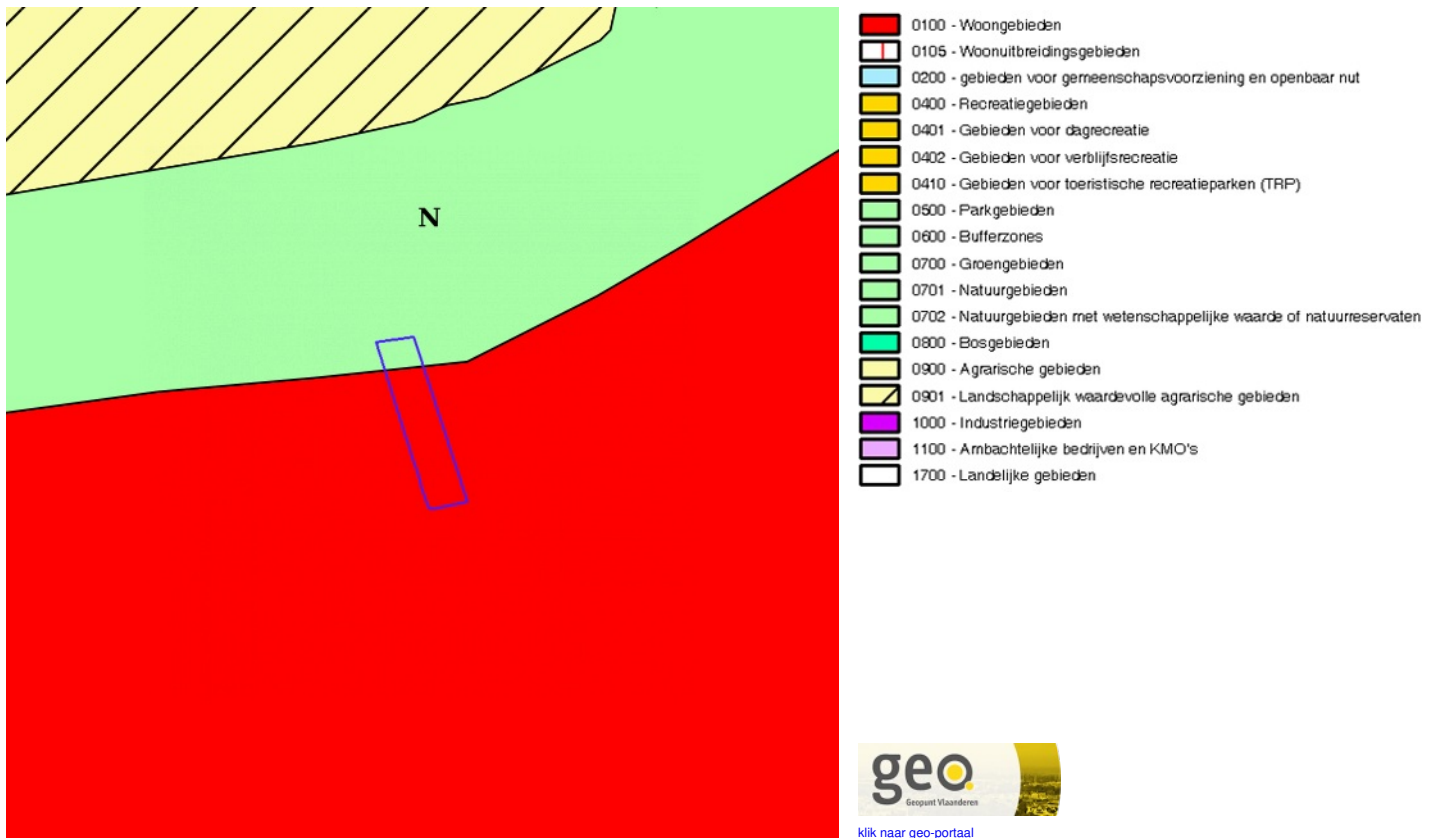 N
0100 - Woongebieden
0105 - Woonuitbreidingsgebieden
0200 - gebieden voor gemeenschapsvoorziening en openbaar nut
0400 - Recreatiegebieden
0401 - Gebieden voor dagrecreatie
0402 - Gebieden voor verblijfsrecreatie
0410 - Gebieden voor toeristische recreatieparken (TRP)
0500 - Parkgebieden
0600 - Bufferzones
0700 - Groengebieden
0701 - Natuurgebieden
0702 - Natuurgebieden met wetenschappelijke waarde of natuurreservaten
0800 - Bosgebieden
0900 - Agrarische gebieden
0901 - Landschappelijk waardevolle agrarische gebieden
1000 - Industriegebieden
1100 - Ambachtelijke bedrijven en KMO's
1700 - Landelijke gebieden
geo
Geopunt Vlaanderen
klik naar geo-portaal